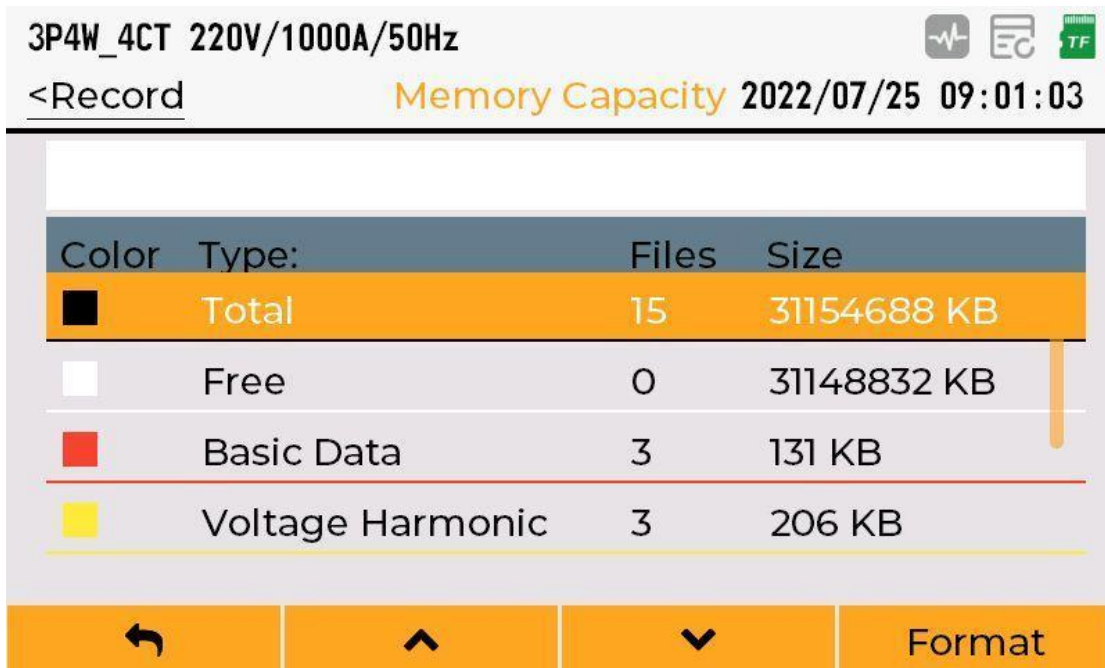 3P4W_4CT 220V/1000A/50Hz
TF
<Record Memory Capacity 2022/07/25 09:01:03
Color Type: Files Size
Total 15 31154688 KB
Free 0 31148832 KB
Basic Data 3 131 KB
Voltage Harmonic 3 206 KB
Format